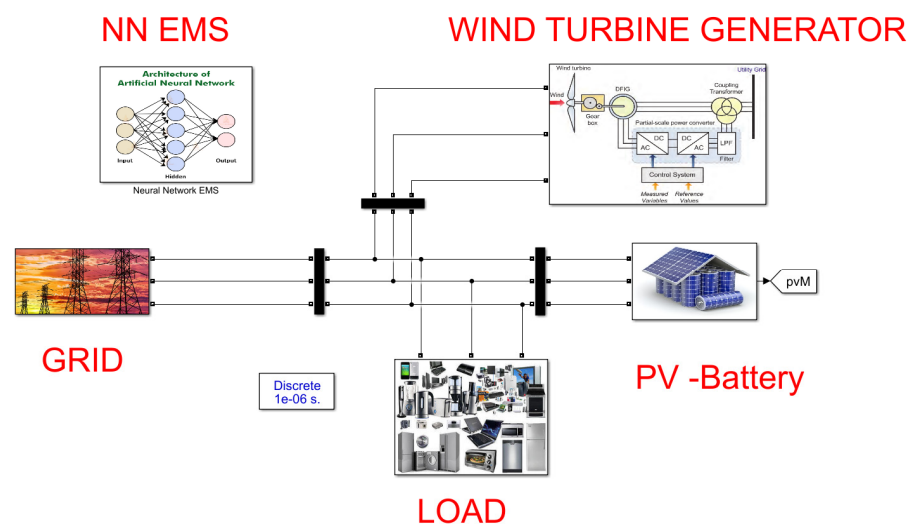 NN EMS
WIND TURBINE GENERATOR
Architecture of
Artificial Neural Network
Input
Hidden
Output
Neural Network EMS
Wind turbine
Utility Grid
Wind
DFIG
Coupling
Transformer
Gear
box
Partial-scale power converter
DC
AC
DC
AC
LPF
Filter
Control System
Measured
Variables
Reference
Values
pvM
GRID
PV -Battery
Discrete
1e-06 s.
LOAD